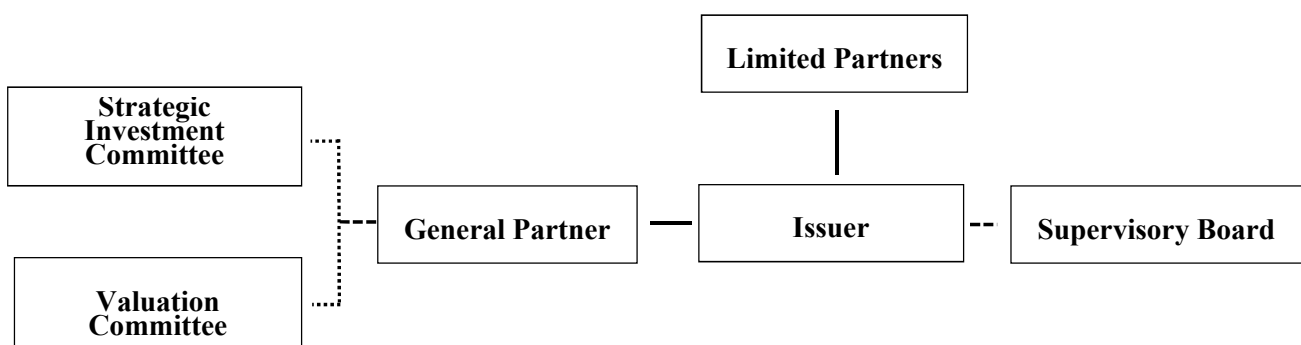 Limited Partners
Strategic
Investment
Committee
General Partner
Issuer
Supervisory Board
Valuation
Committee